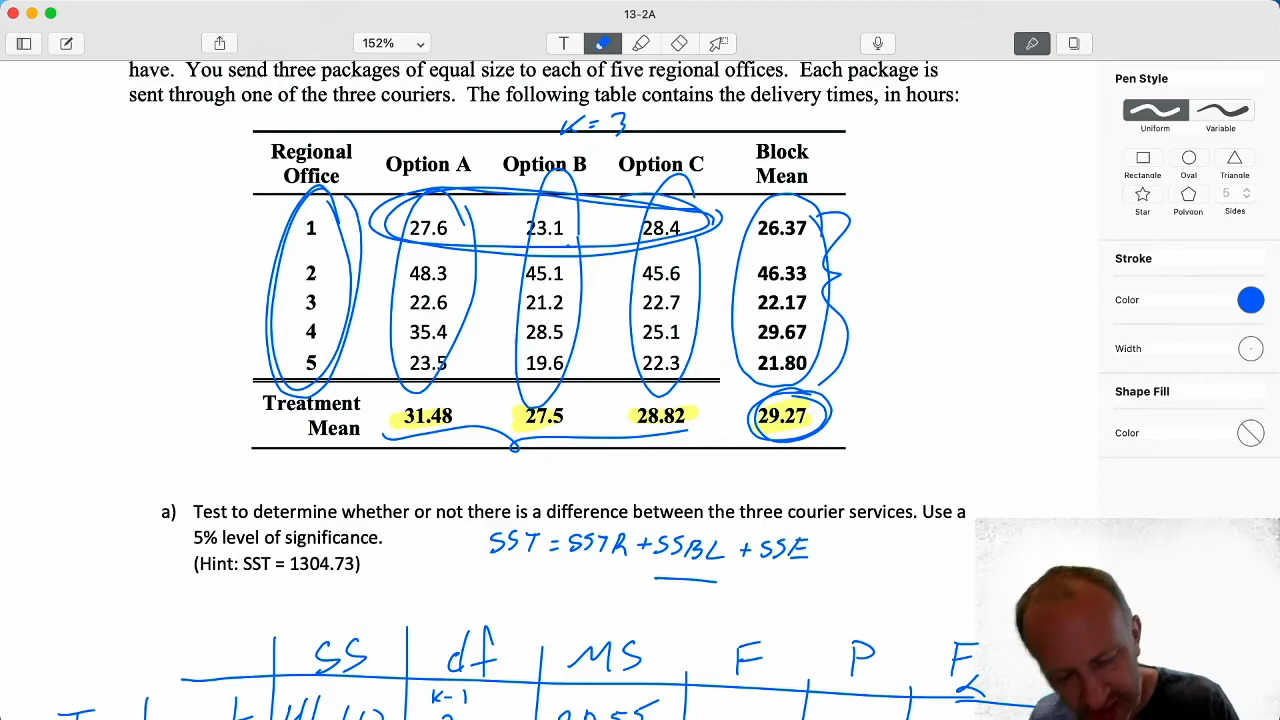 13-2A
152%
T
Pen Style
Uniform Variable
Rectangle Oval Triangle
Star Polygon Sides
5
Stroke
Color
Width
Shape Fill
Color
have. You send three packages of equal size to each of five regional offices. Each package is
sent through one of the three couriers. The following table contains the delivery times, in hours:
K = 3
Regional Office Option A Option B Option C Block Mean
1 27.6 23.1 28.4 26.37
2 48.3 45.1 45.6 46.33
3 22.6 21.2 22.7 22.17
4 35.4 28.5 25.1 29.67
5 23.5 19.6 22.3 21.80
Treatment Mean 31.48 27.5 28.82 29.27
a) Test to determine whether or not there is a difference between the three courier services. Use a
5% level of significance.
(Hint: SST = 1304.73)
SST = SSTR + SSBL + SSE
SS df MS F P Fα
K-1